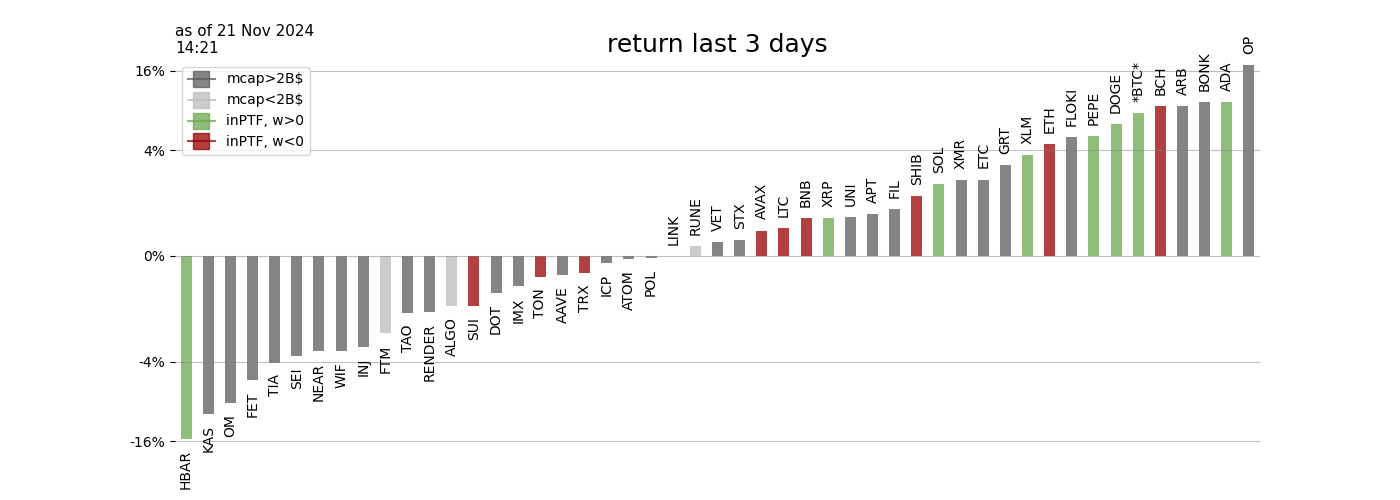 as of 21 Nov 2024
14:21
return last 3 days
mcap>2B$
mcap<2B$
inPTF, w>0
inPTF, w<0
16%
4%
0%
-4%
-16%
HBAR
KAS
OM
FET
TIA
SEI
NEAR
WIF
INJ
FTM
TAO
RENDER
ALGO
SUI
DOT
IMX
TON
AAVE
TRX
ICP
ATOM
POL
LINK
RUNE
VET
STX
AVAX
LTC
BNB
XRP
UNI
APT
FIL
SHIB
SOL
XMR
ETC
GRT
XLM
ETH
FLOKI
PEPE
DOGE
*BTC*
BCH
ARB
BONK
ADA
OP